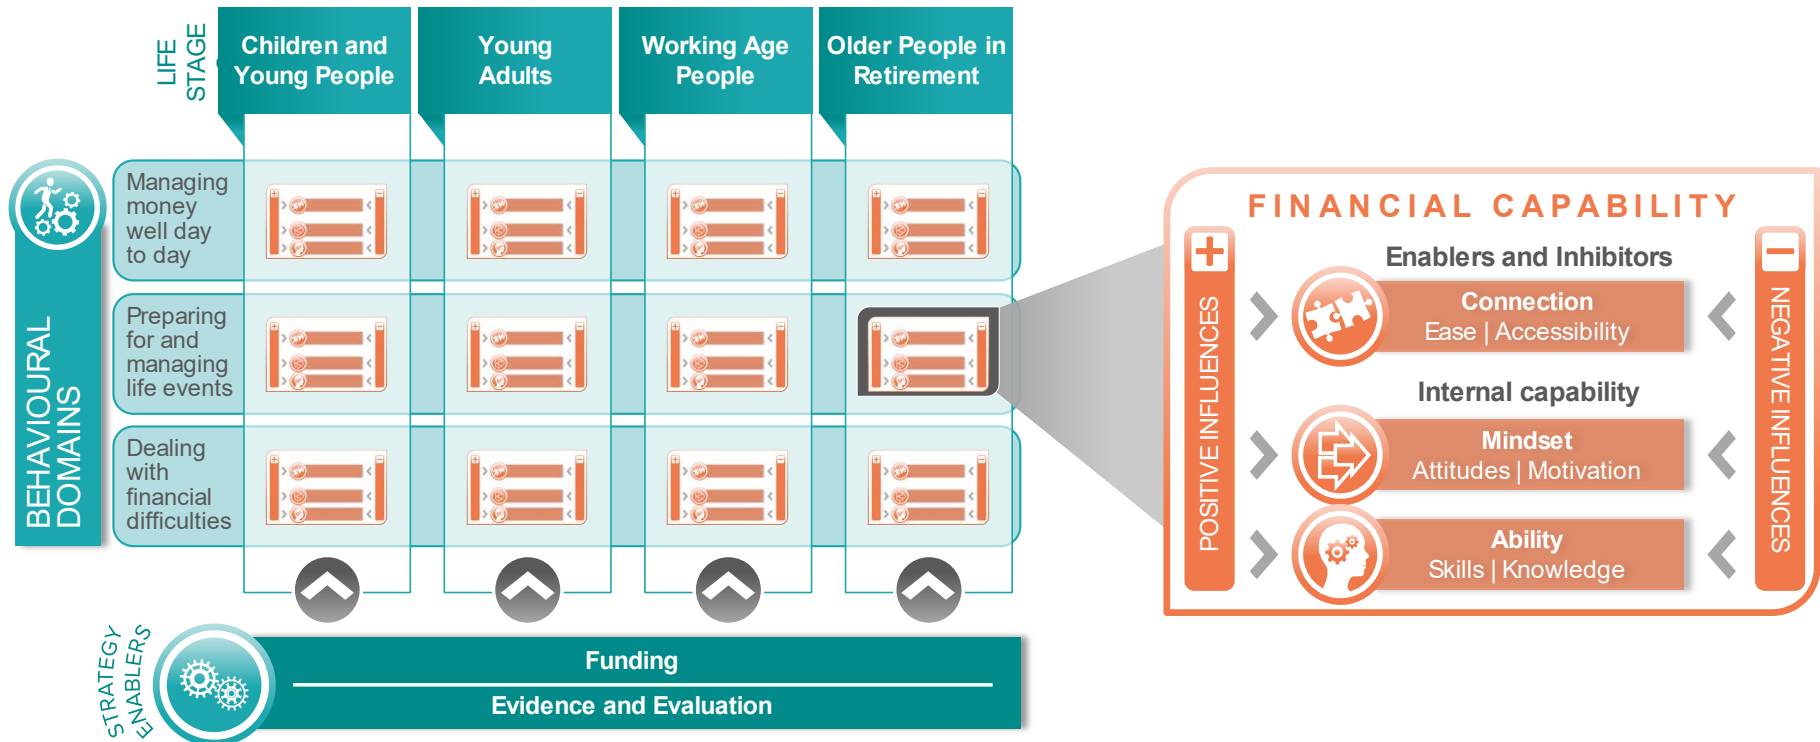 LIFE
STAGE
Children and
Young People
Young
Adults
Working Age
People
Older People in
Retirement
BEHAVIOURAL
DOMAINS
Managing
money
well day
to day
Preparing
for and
managing
life events
Dealing
with
financial
difficulties
STRATEGY
ENABLERS
Funding
Evidence and Evaluation
FINANCIAL CAPABILITY
POSITIVE INFLUENCES
Enablers and Inhibitors
Connection
Ease | Accessibility
Internal capability
Mindset
Attitudes | Motivation
Ability
Skills | Knowledge
NEGATIVE INFLUENCES